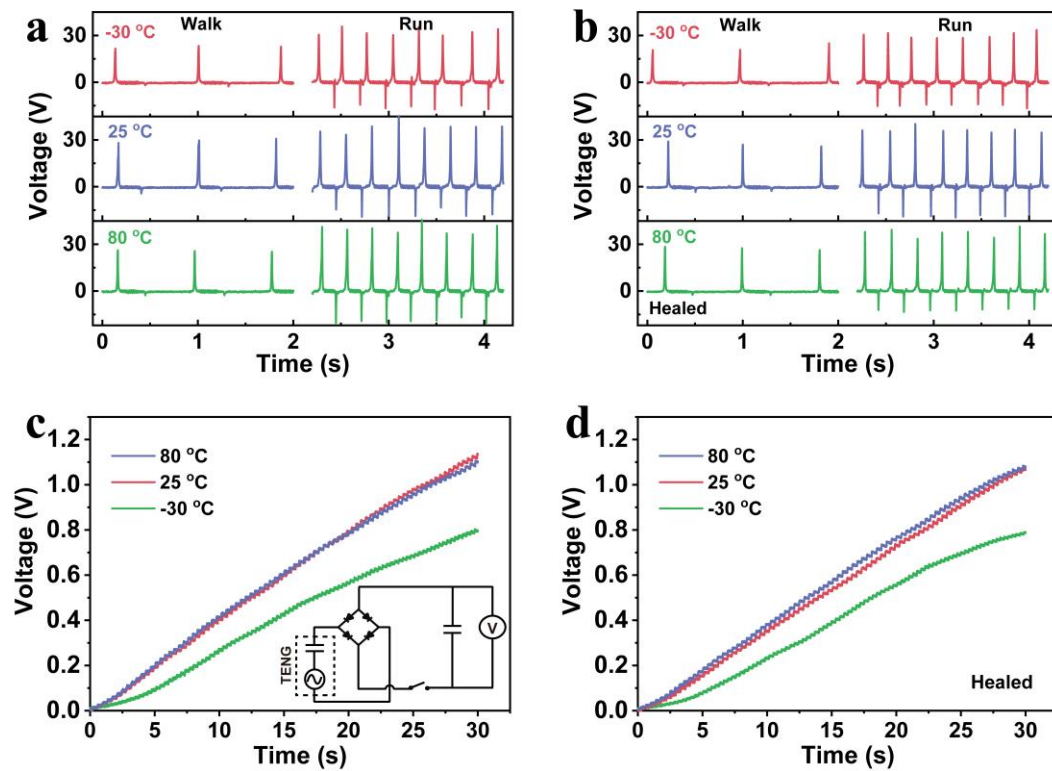 a
-30 °C
Walk
Run
30
0
25 °C
30
0
80 °C
30
0
Voltage (V)
0 1 2 3 4
Time (s)
b
-30 °C
Walk
Run
30
0
25 °C
30
0
80 °C
30
0
Healed
Voltage (V)
0 1 2 3 4
Time (s)
c
80 °C
25 °C
-30 °C
1.2
1.0
0.8
0.6
0.4
0.2
0.0
Voltage (V)
TENG
V
0 5 10 15 20 25 30
Time (s)
d
80 °C
25 °C
-30 °C
1.2
1.0
0.8
0.6
0.4
0.2
0.0
Voltage (V)
Healed
0 5 10 15 20 25 30
Time (s)